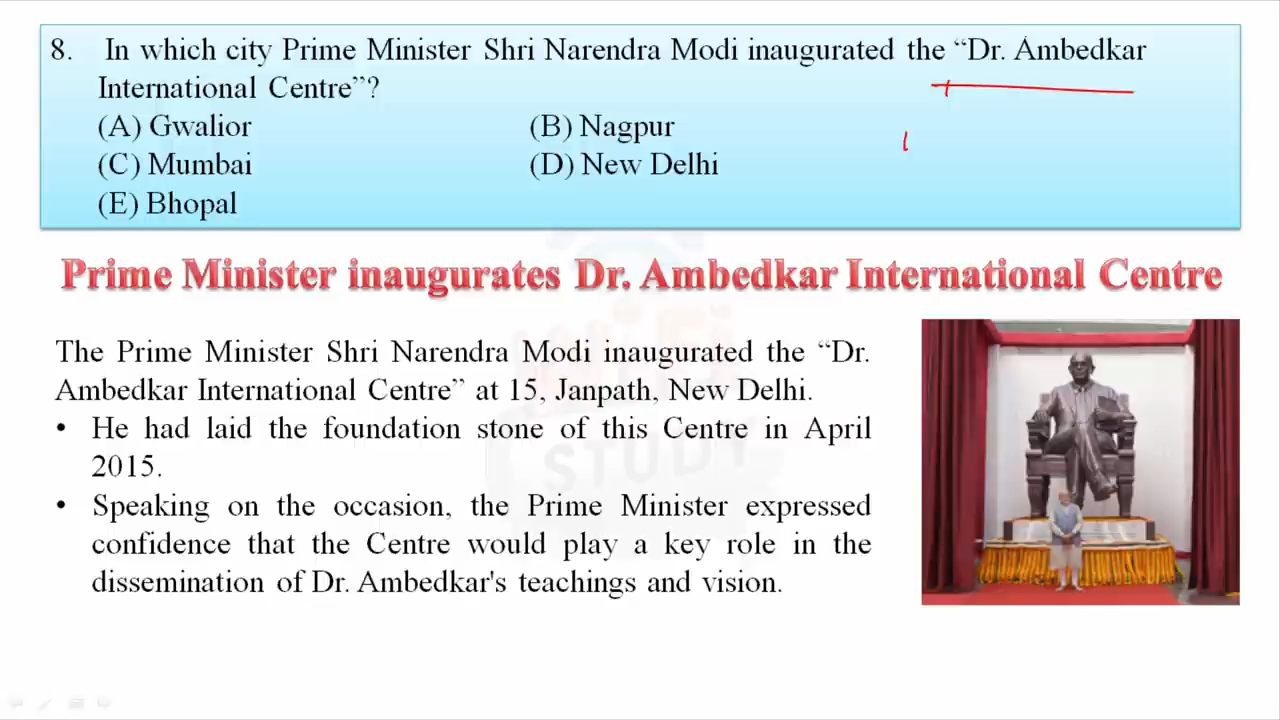 8. In which city Prime Minister Shri Narendra Modi inaugurated the “Dr. Ambedkar
International Centre”?
(A) Gwalior (B) Nagpur
(C) Mumbai (D) New Delhi
(E) Bhopal
Prime Minister inaugurates Dr. Ambedkar International Centre
The Prime Minister Shri Narendra Modi inaugurated the “Dr.
Ambedkar International Centre” at 15, Janpath, New Delhi.
• He had laid the foundation stone of this Centre in April
2015.
• Speaking on the occasion, the Prime Minister expressed
confidence that the Centre would play a key role in the
dissemination of Dr. Ambedkar's teachings and vision.
STUDY